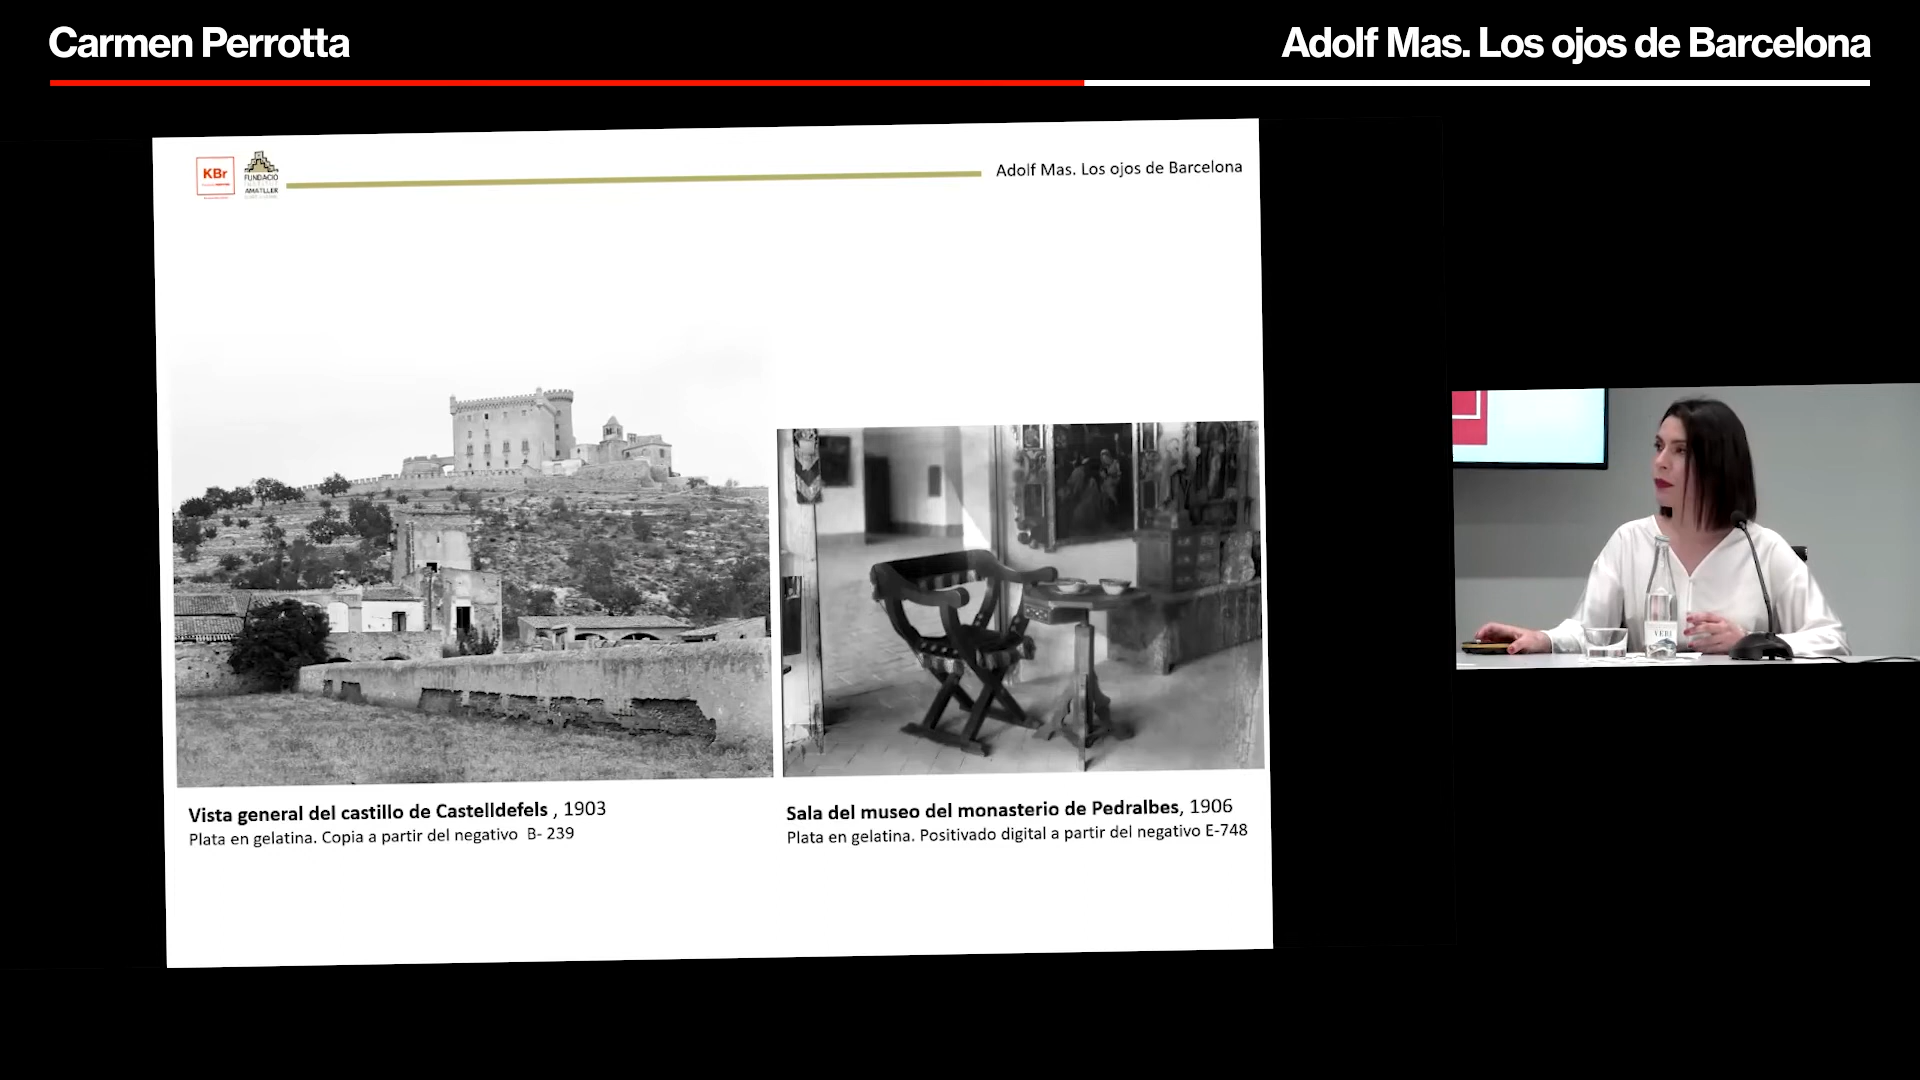 Carmen Perrotta
Adolf Mas. Los ojos de Barcelona
KBr
FUNDACIÓ
INSTITUT
AMATLLER
Adolf Mas. Los ojos de Barcelona
Vista general del castillo de Castelldefels , 1903
Plata en gelatina. Copia a partir del negativo B- 239
Sala del museo del monasterio de Pedralbes, 1906
Plata en gelatina. Positivado digital a partir del negativo E-748
VERI